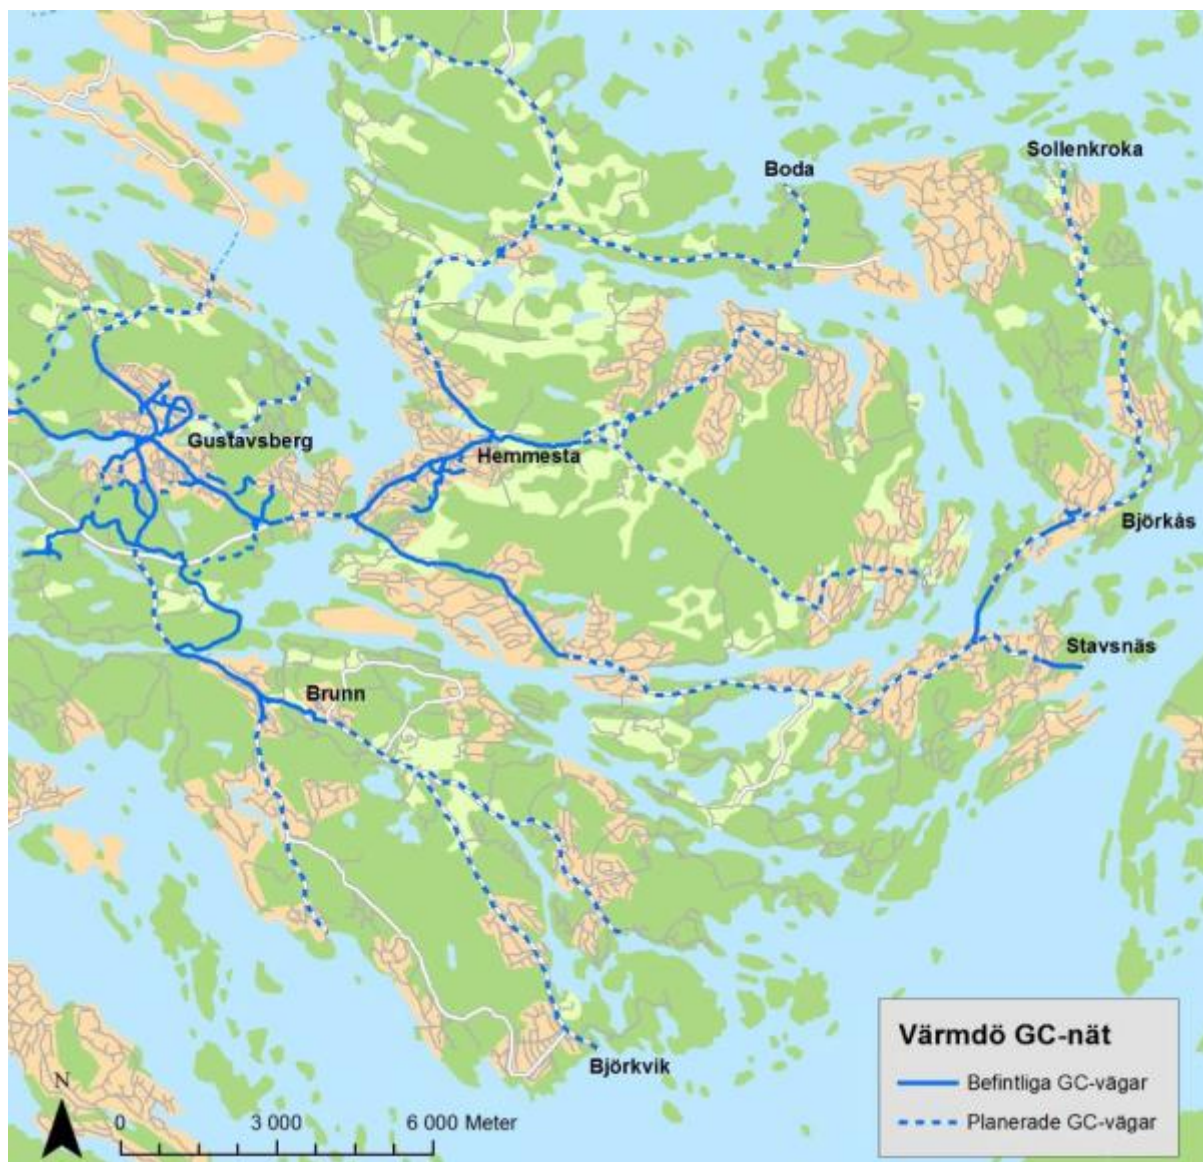 Sollenkroka
Boda
Gustavsberg
Hemmesta
Björkås
Stavsnäs
Brunn
Björkvik
N
0 3 000 6 000 Meter
Värmdö GC-nät
Befintliga GC-vägar
Planerade GC-vägar